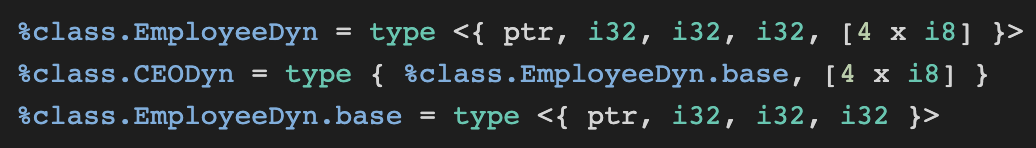 %class.EmployeeDyn = type <{ ptr, i32, i32, i32, [4 x i8] }>
%class.CEODyn = type { %class.EmployeeDyn.base, [4 x i8] }
%class.EmployeeDyn.base = type <{ ptr, i32, i32, i32 }>